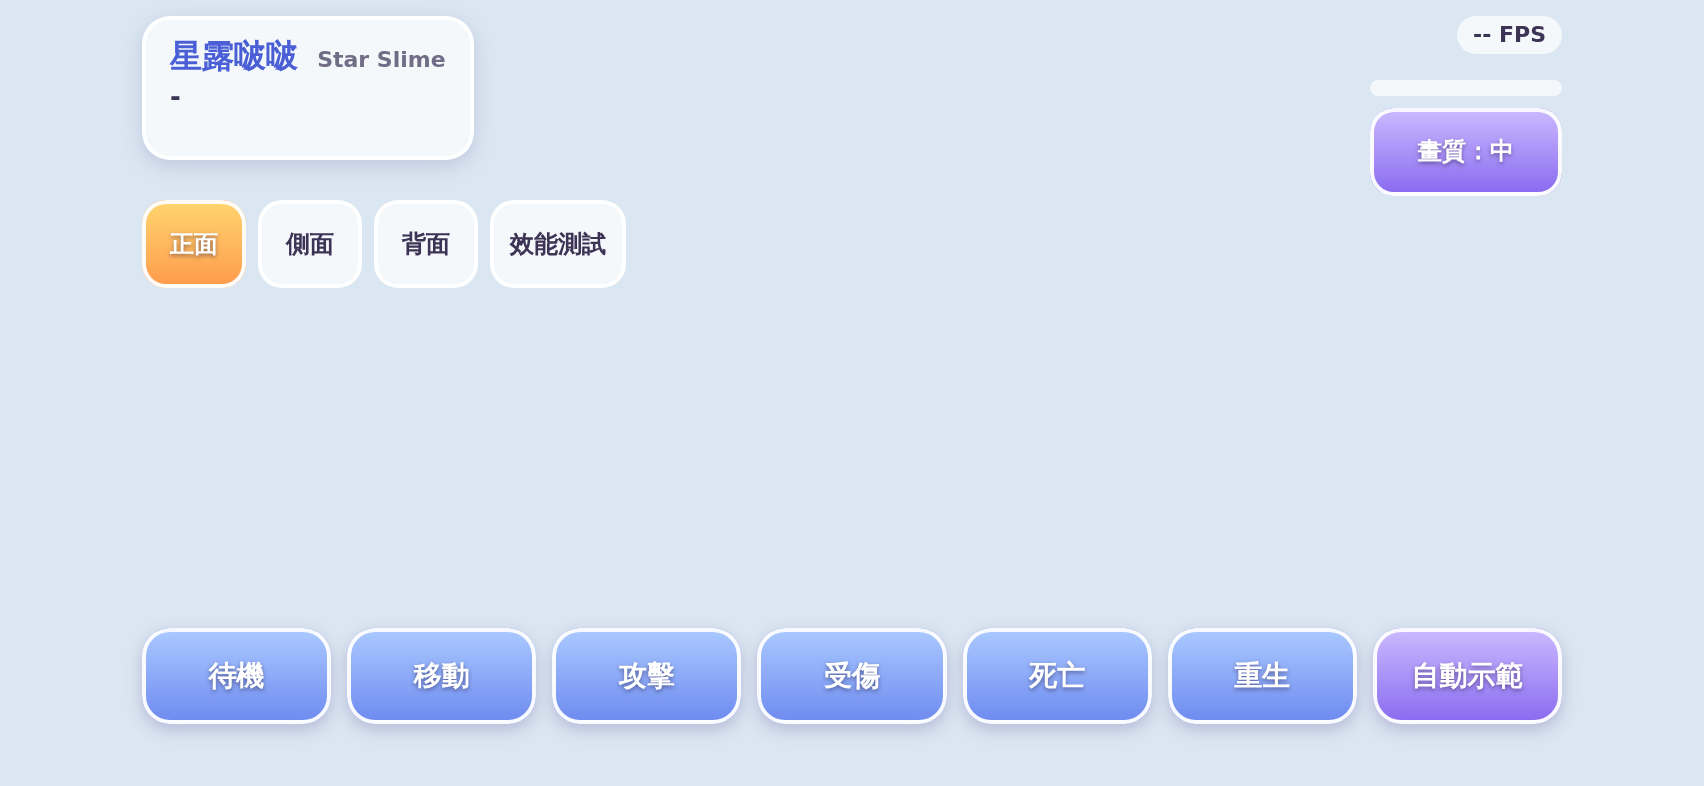 星露啵啵 Star Slime
-
-- FPS
畫質：中
正面
側面
背面
效能測試
待機
移動
攻擊
受傷
死亡
重生
自動示範